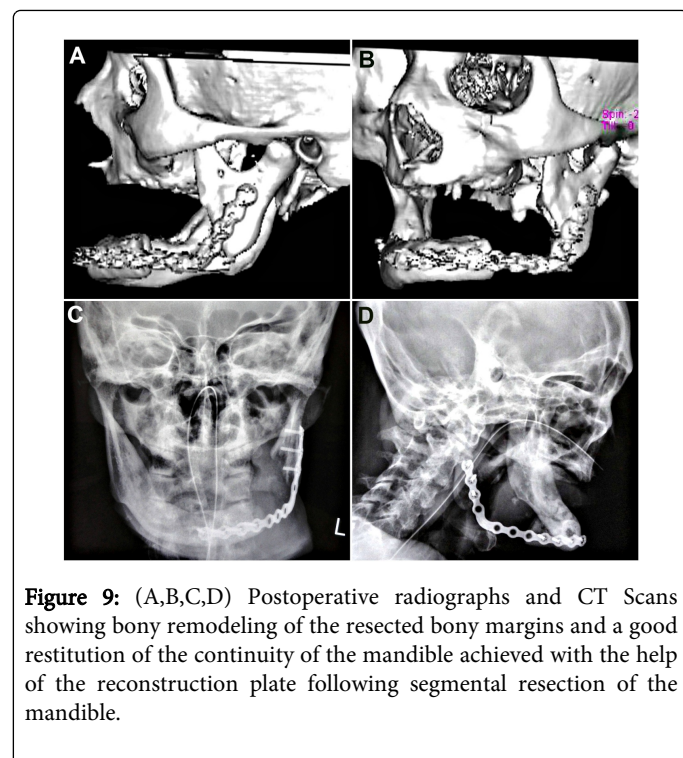 A
B
Spin: -2
Tilt: 0
C
D
L
Figure 9: (A,B,C,D) Postoperative radiographs and CT Scans
showing bony remodeling of the resected bony margins and a good
restitution of the continuity of the mandible achieved with the help
of the reconstruction plate following segmental resection of the
mandible.